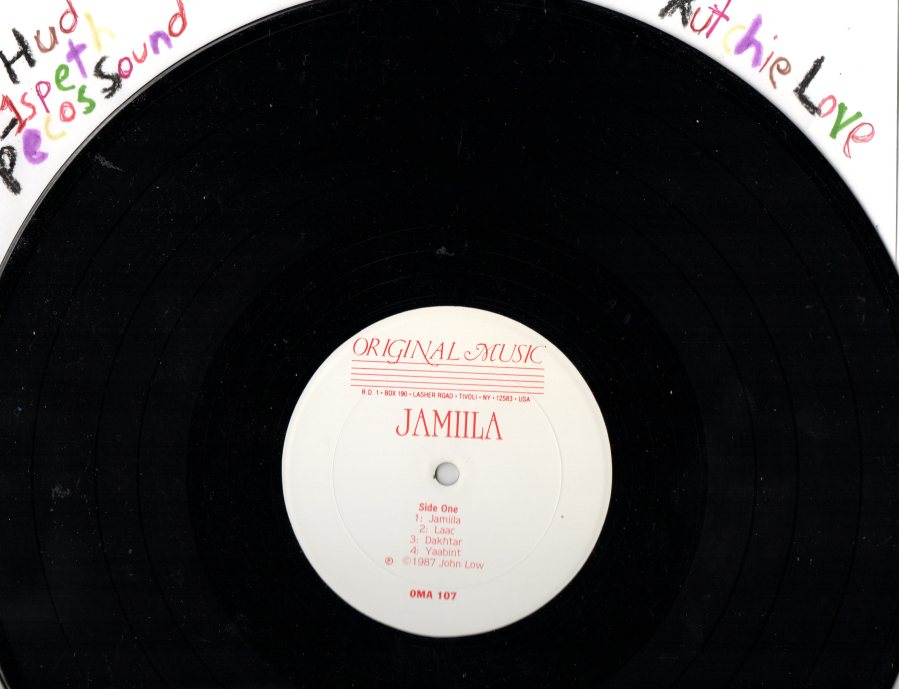 Hud
-1speth
Pecos Sound
Kutchie Love
ORIGINAL MUSIC
R.D. 1 • BOX 190 • LASHER ROAD • TIVOLI • NY • 12583 • USA
JAMIILA
Side One
1: Jamiila
2: Laac
3: Dakhtar
4: Yaabint
℗ ©1987 John Low
OMA 107